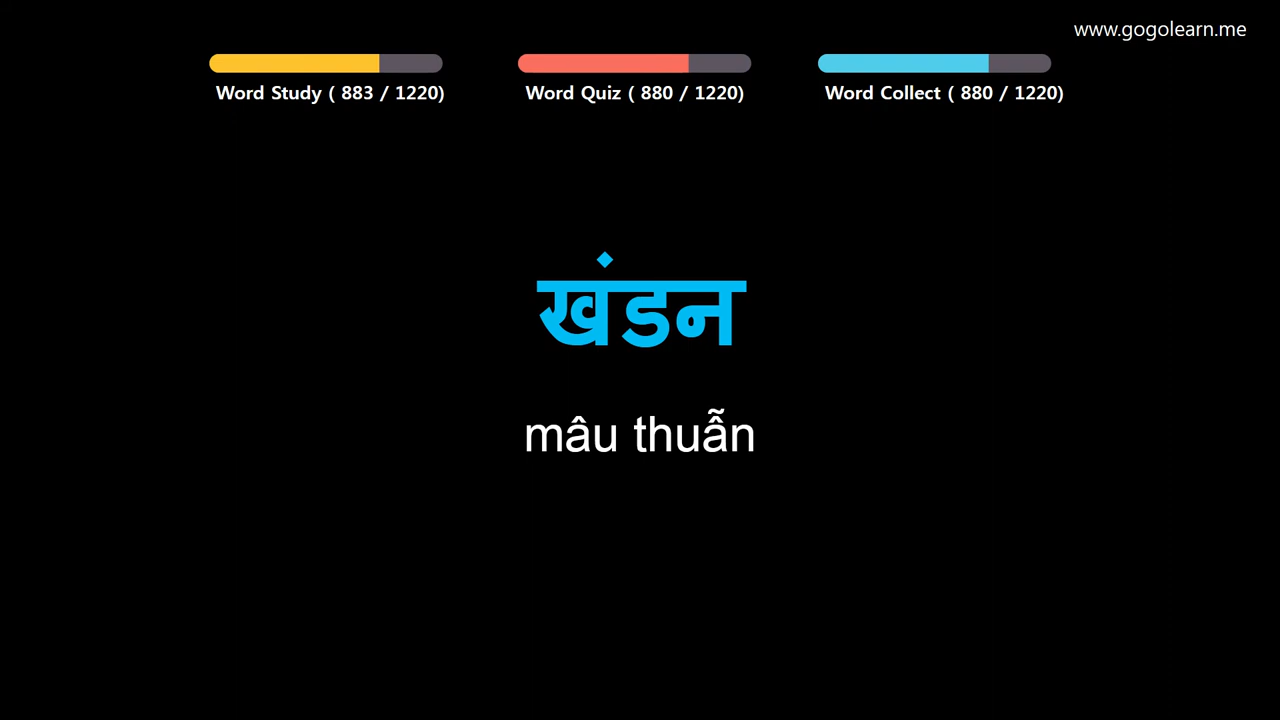 www.gogolearn.me
Word Study ( 883 / 1220)
Word Quiz ( 880 / 1220)
Word Collect ( 880 / 1220)
खंडन
mâu thuẫn